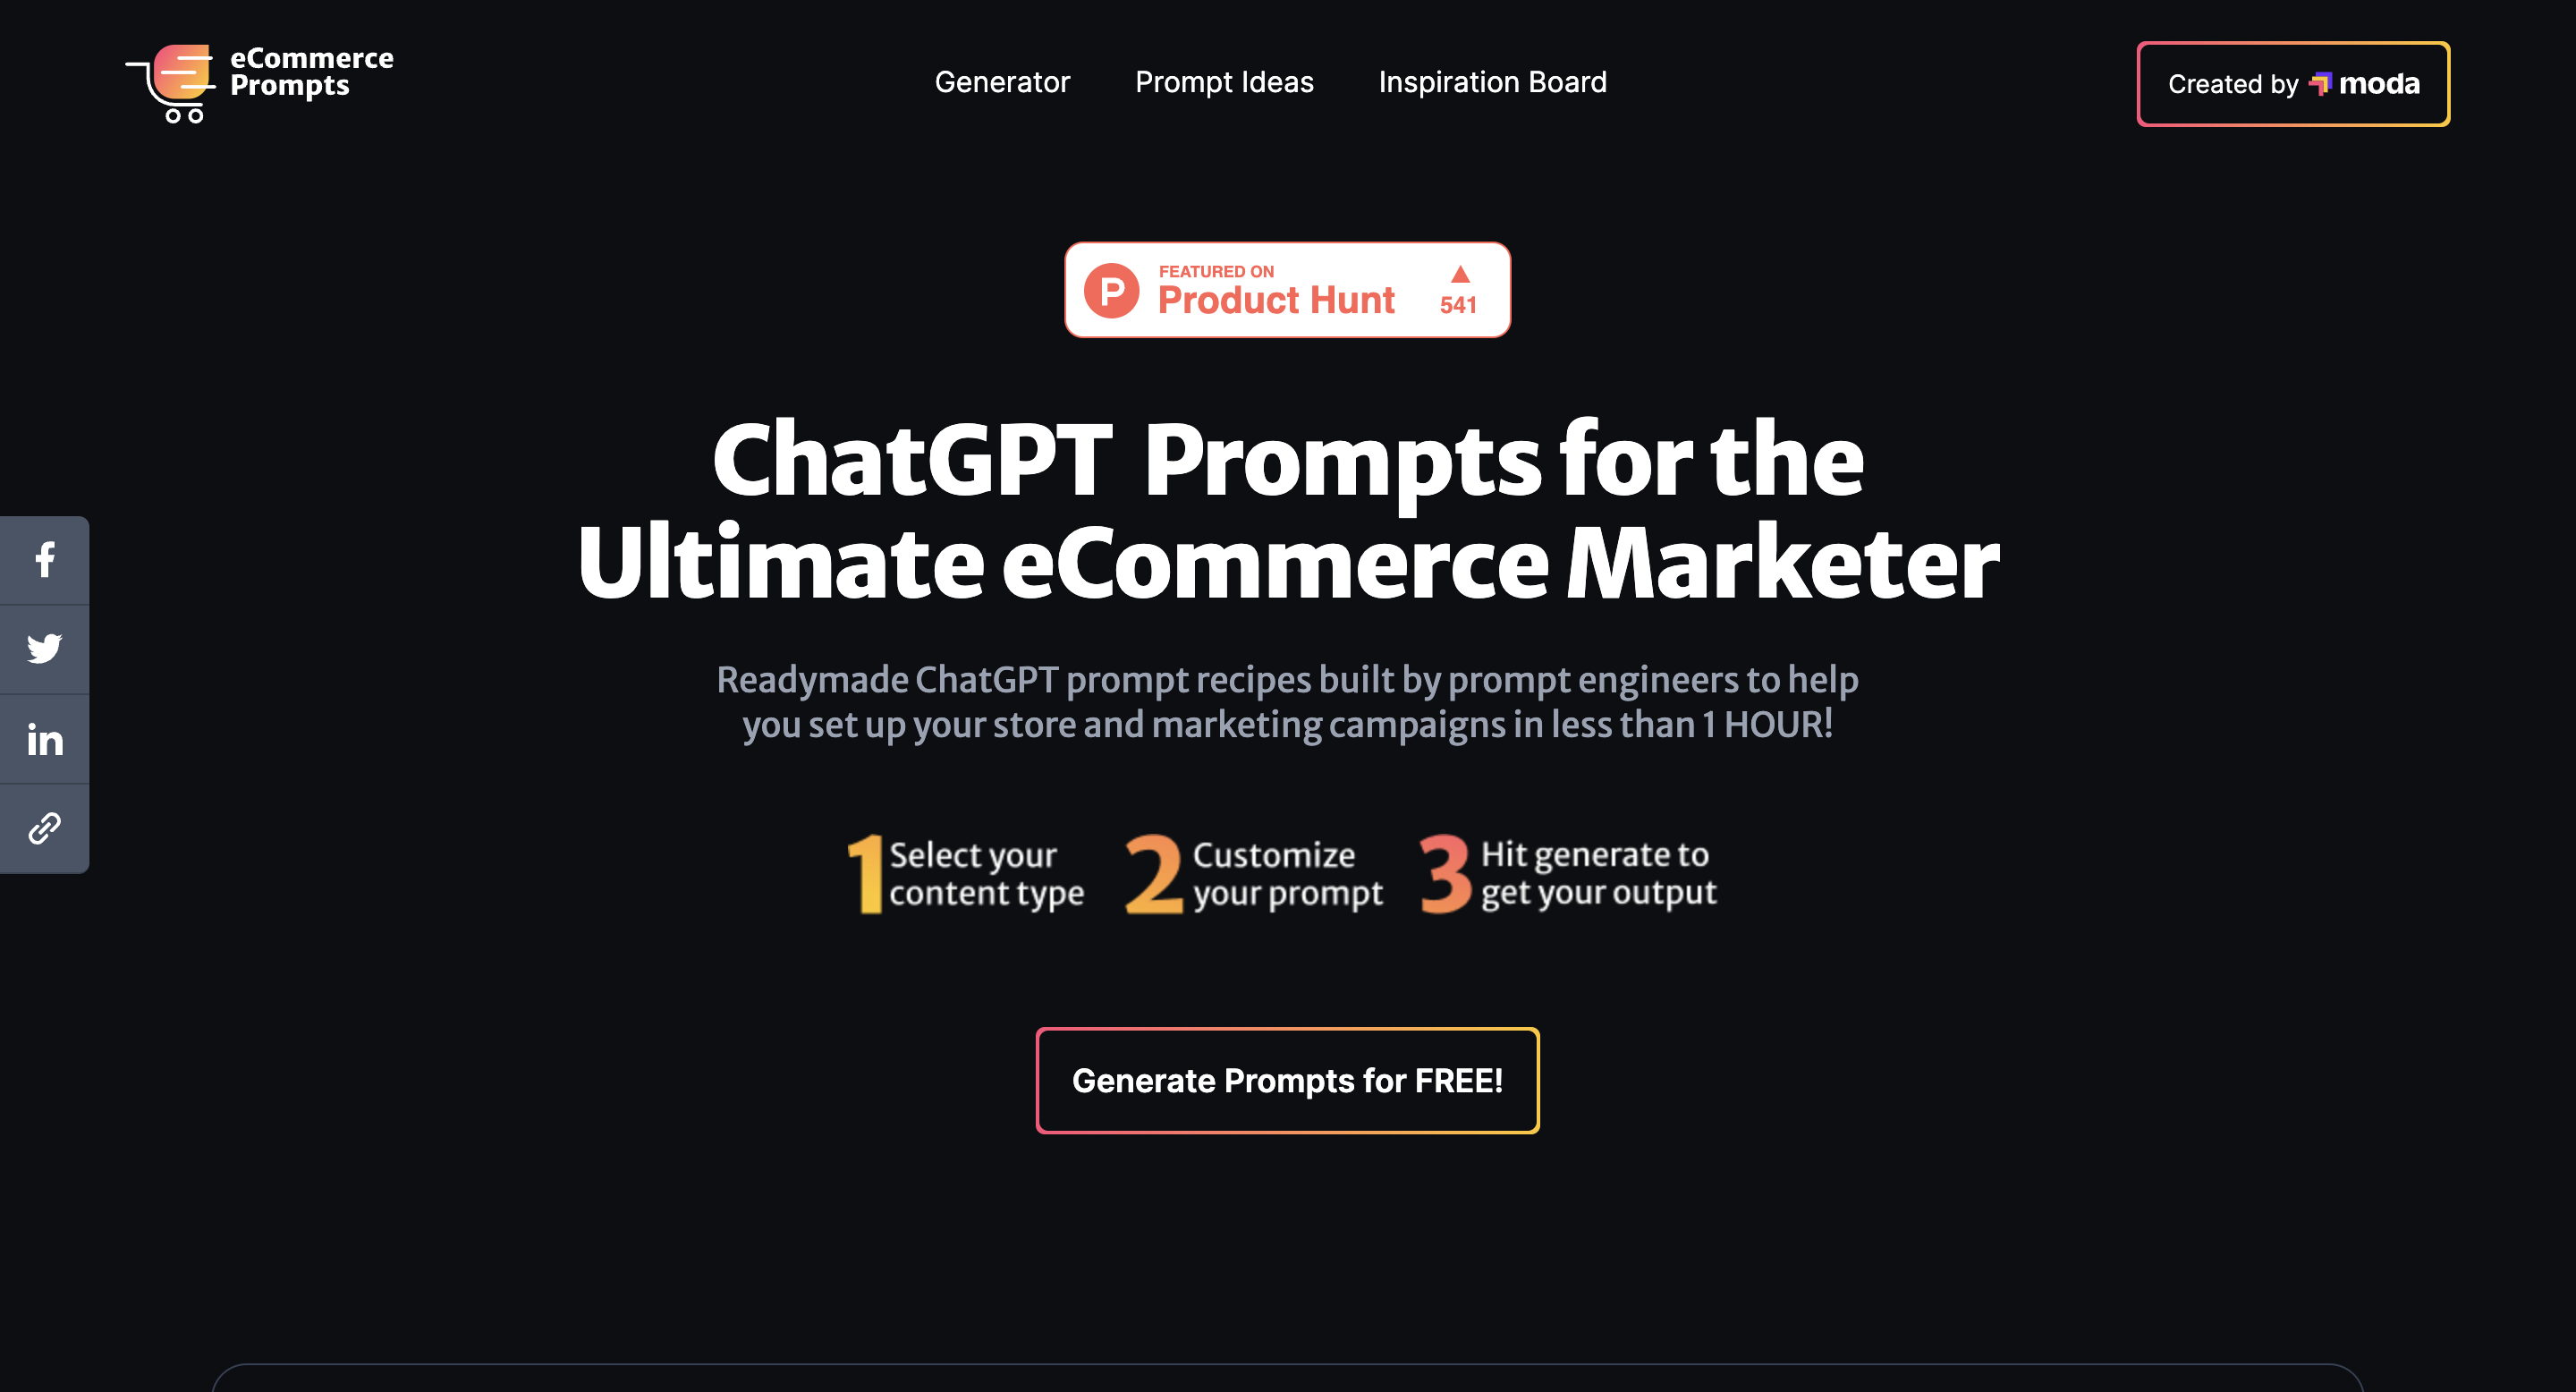 eCommerce
Prompts
Generator
Prompt Ideas
Inspiration Board
Created by moda
P
FEATURED ON
Product Hunt
541
ChatGPT Prompts for the
Ultimate eCommerce Marketer
Readymade ChatGPT prompt recipes built by prompt engineers to help
you set up your store and marketing campaigns in less than 1 HOUR!
1 Select your
content type
2 Customize
your prompt
3 Hit generate to
get your output
Generate Prompts for FREE!